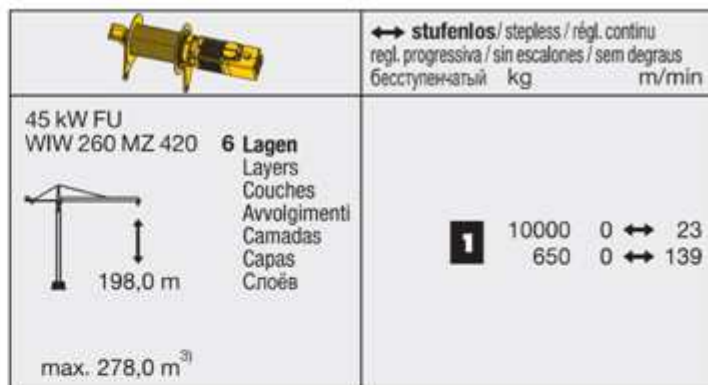 ↔ stufenlos / stepless / régl. continu
regl. progressiva / sin escalones / sem degraus
бесступенчатый kg m/min
45 kW FU
WIW 260 MZ 420 6 Lagen
Layers
Couches
Avvolgimenti
Camadas
Capas
Слоёв
198,0 m
max. 278,0 m³⁾
1 10000 0 ↔ 23
650 0 ↔ 139